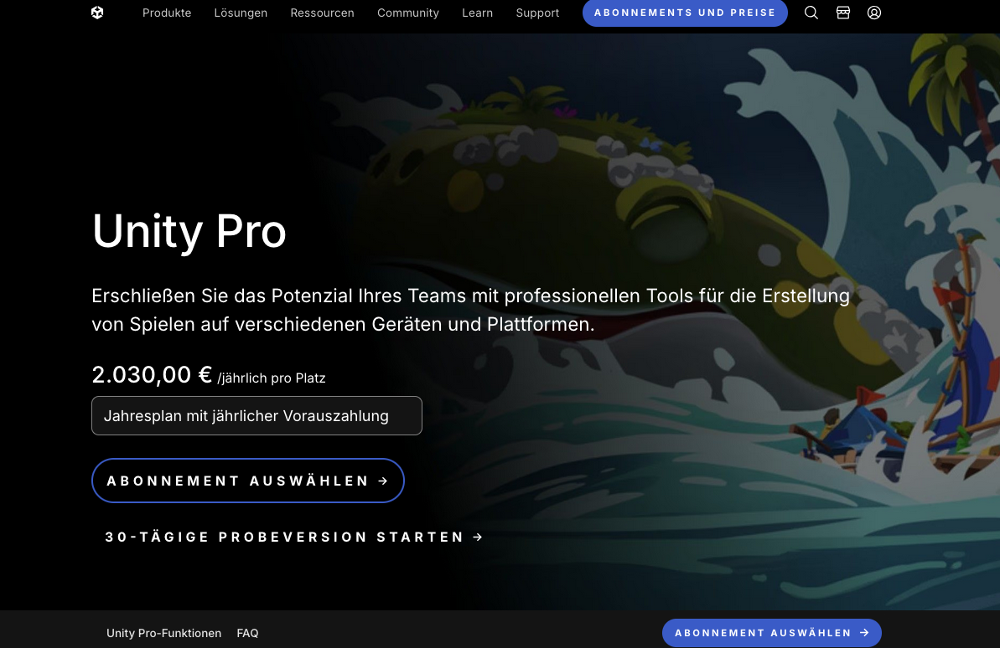 Produkte Lösungen Ressourcen Community Learn Support ABONNEMENTS UND PREISE
Unity Pro
Erschließen Sie das Potenzial Ihres Teams mit professionellen Tools für die Erstellung
von Spielen auf verschiedenen Geräten und Plattformen.
2.030,00 € /jährlich pro Platz
Jahresplan mit jährlicher Vorauszahlung
ABONNEMENT AUSWÄHLEN →
30-TÄGIGE PROBEVERSION STARTEN →
Unity Pro-Funktionen FAQ ABONNEMENT AUSWÄHLEN →